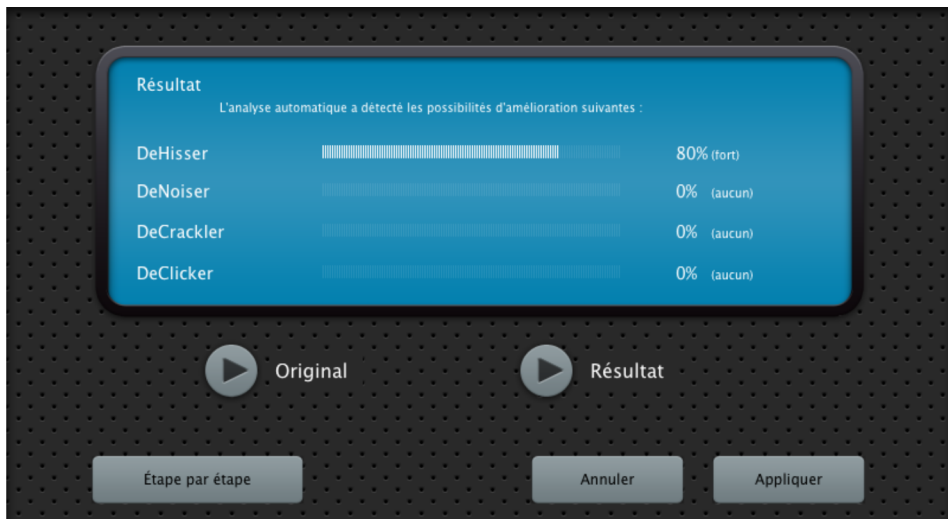 Résultat
L'analyse automatique a détecté les possibilités d'amélioration suivantes :
DeHisser 80% (fort)
DeNoiser 0% (aucun)
DeCrackler 0% (aucun)
DeClicker 0% (aucun)
Original Résultat
Étape par étape Annuler Appliquer